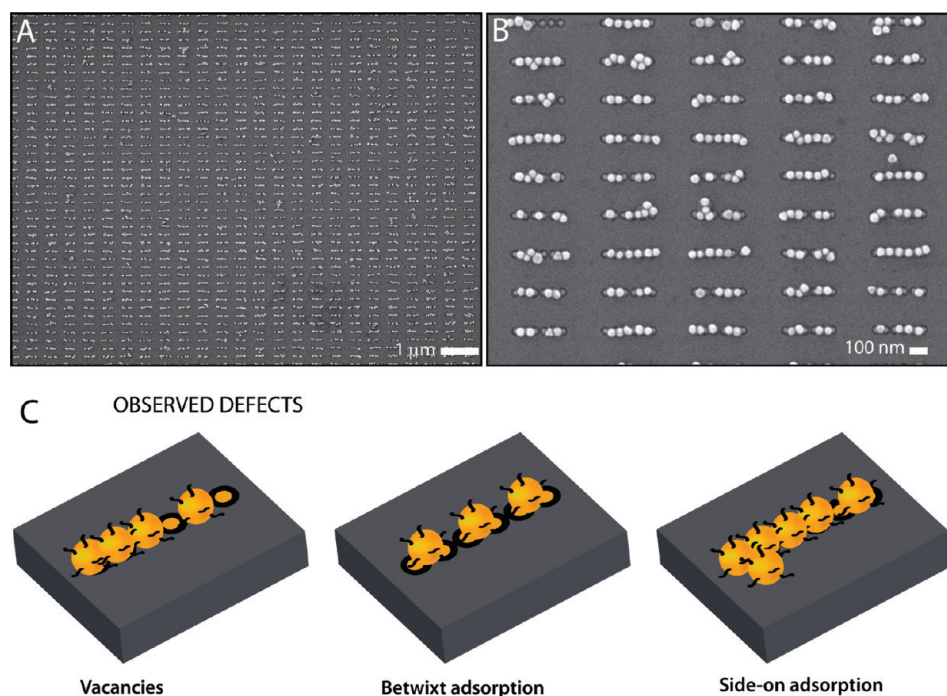 A
B
1 µm
100 nm
C
OBSERVED DEFECTS
Vacancies
Betwixt adsorption
Side-on adsorption